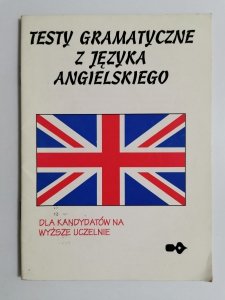 TESTY GRAMATYCZNE
Z JĘZYKA
ANGIELSKIEGO
DLA KANDYDATÓW NA
WYŻSZE UCZELNIE